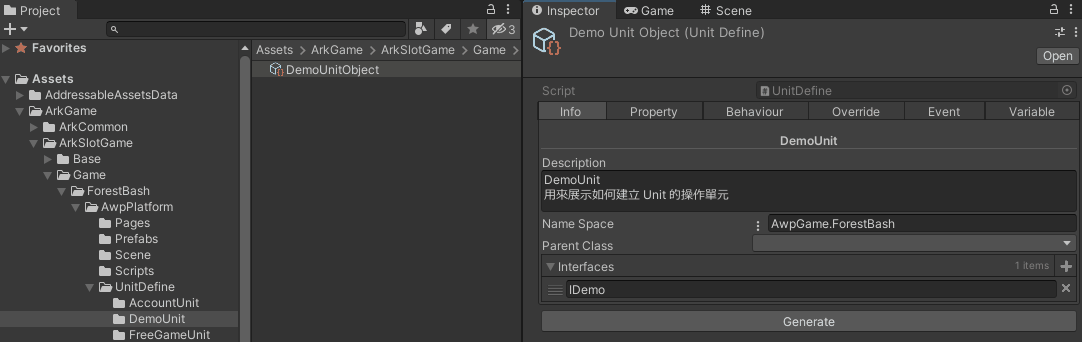 Project
3
Favorites
Assets
AddressableAssetsData
ArkGame
ArkCommon
ArkSlotGame
Base
Game
ForestBash
AwpPlatform
Pages
Prefabs
Scene
Scripts
UnitDefine
AccountUnit
DemoUnit
FreeGameUnit
Assets > ArkGame > ArkSlotGame > Game >
DemoUnitObject
Inspector Game Scene
Demo Unit Object (Unit Define)
Open
Script UnitDefine
Info Property Behaviour Override Event Variable
DemoUnit
Description
DemoUnit
用來展示如何建立 Unit 的操作單元
Name Space AwpGame.ForestBash
Parent Class
Interfaces 1 items
IDemo
Generate